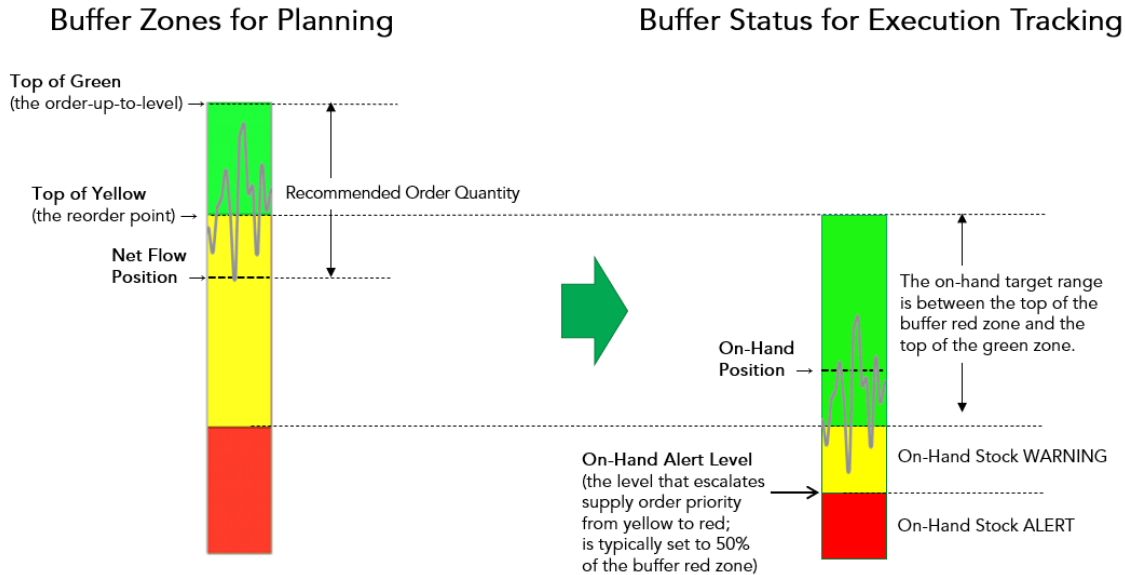 Buffer Zones for Planning
Buffer Status for Execution Tracking
Top of Green
(the order-up-to-level)
Top of Yellow
(the reorder point)
Net Flow
Position
Recommended Order Quantity
On-Hand
Position
The on-hand target range
is between the top of the
buffer red zone and the
top of the green zone.
On-Hand Alert Level
(the level that escalates
supply order priority
from yellow to red;
is typically set to 50%
of the buffer red zone)
On-Hand Stock WARNING
On-Hand Stock ALERT